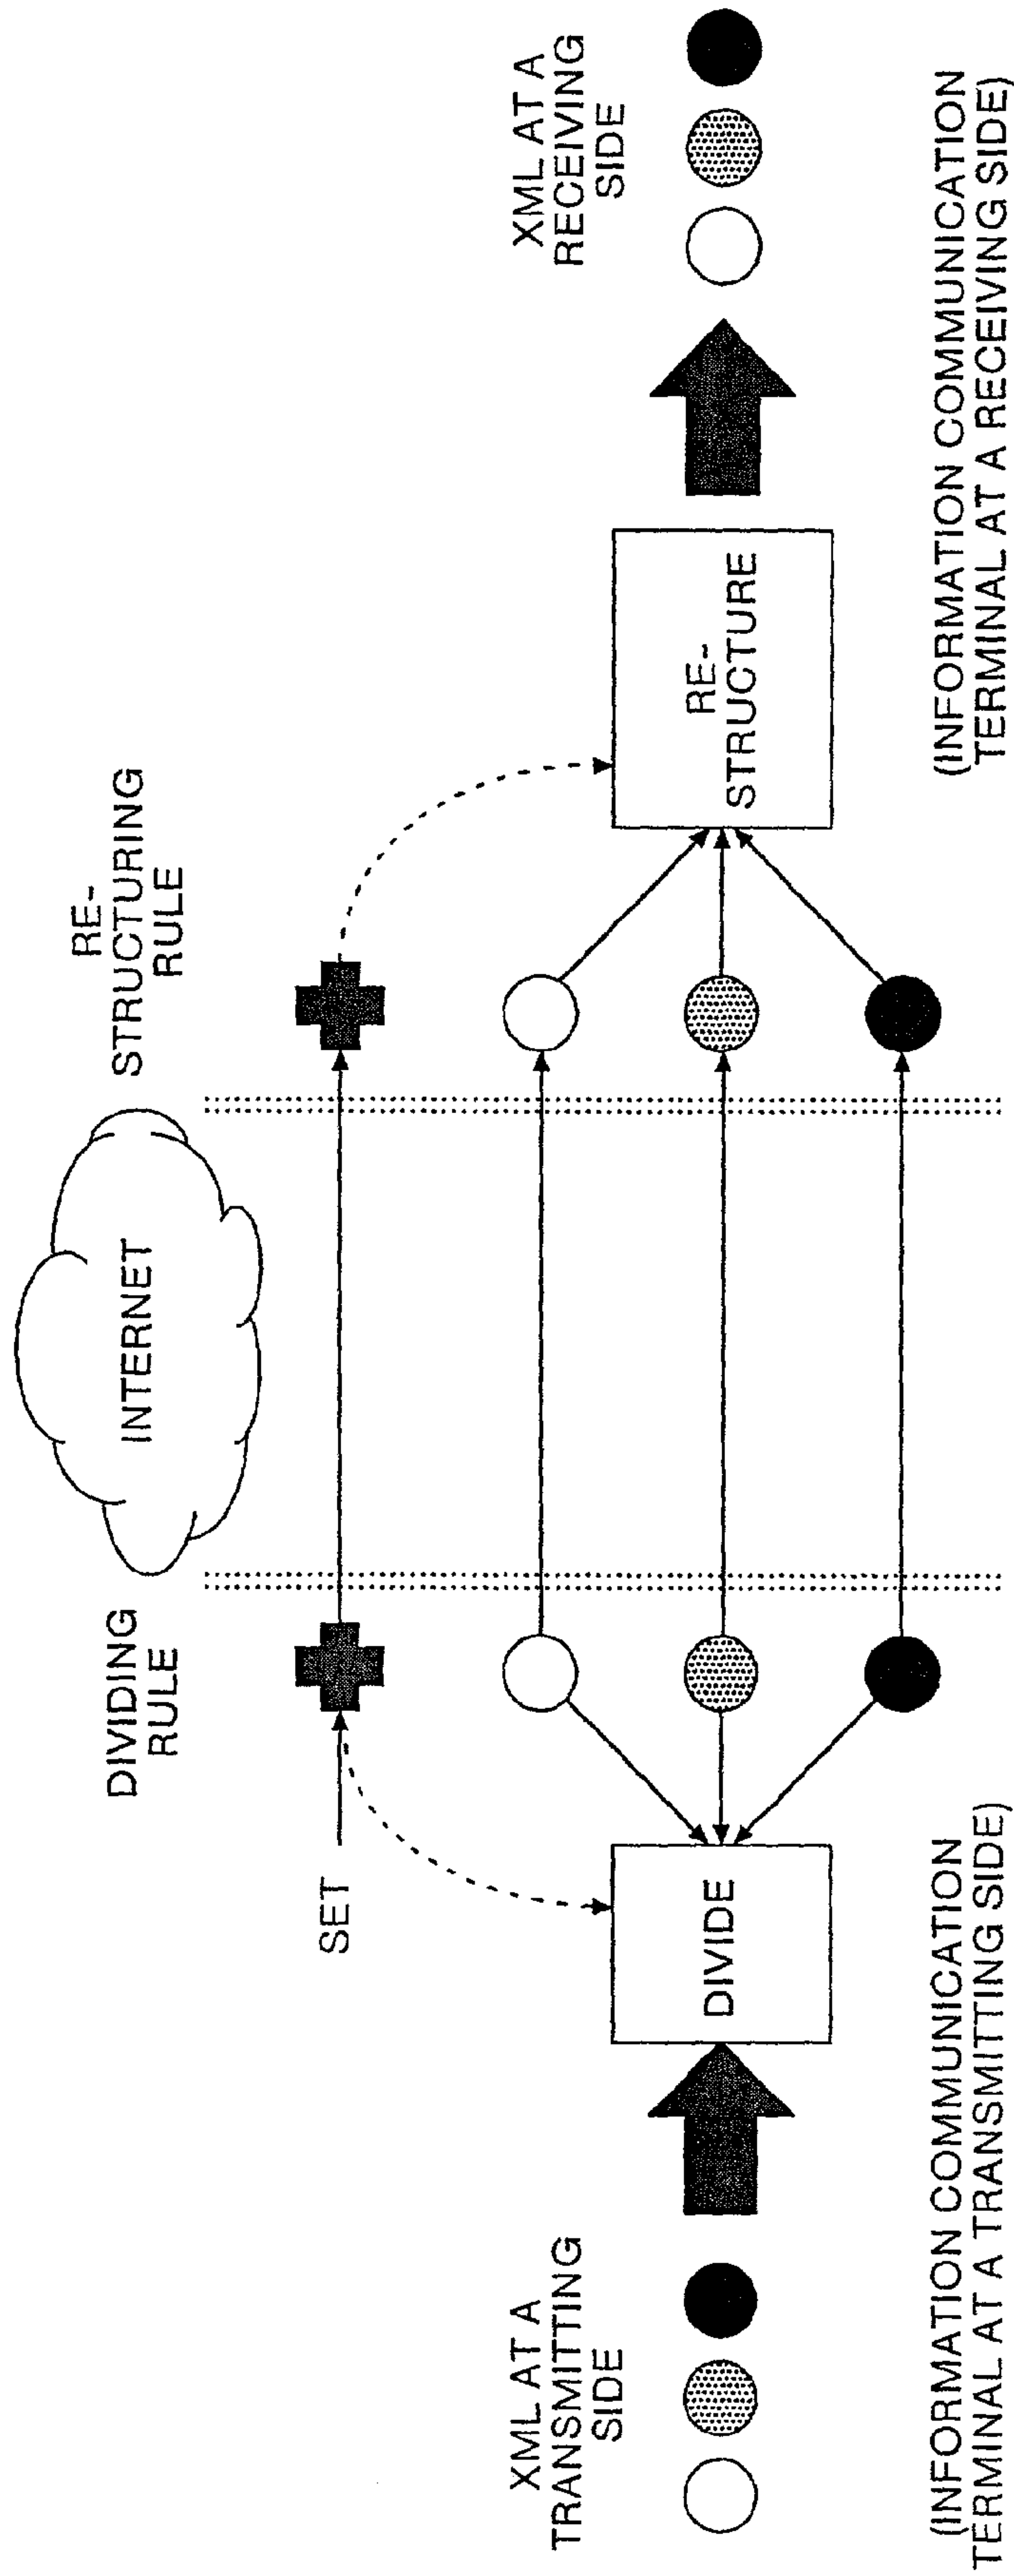 DIVIDING
RULE
INTERNET
RE-
STRUCTURING
RULE
SET
XML AT A
TRANSMITTING
SIDE
DIVIDE
RE-
STRUCTURE
XML AT A
RECEIVING
SIDE
(INFORMATION COMMUNICATION
TERMINAL AT A TRANSMITTING SIDE)
(INFORMATION COMMUNICATION
TERMINAL AT A RECEIVING SIDE)